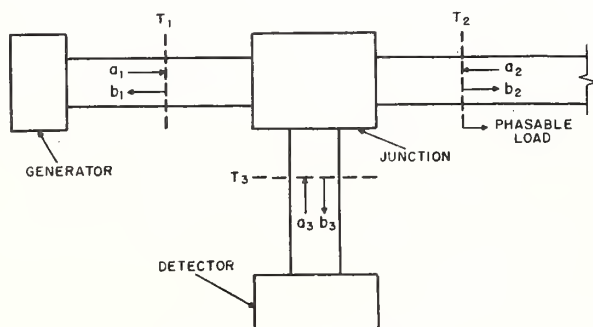 T₁
T₂
a₁
b₁
a₂
b₂
PHASABLE
LOAD
JUNCTION
GENERATOR
T₃
a₃ b₃
DETECTOR